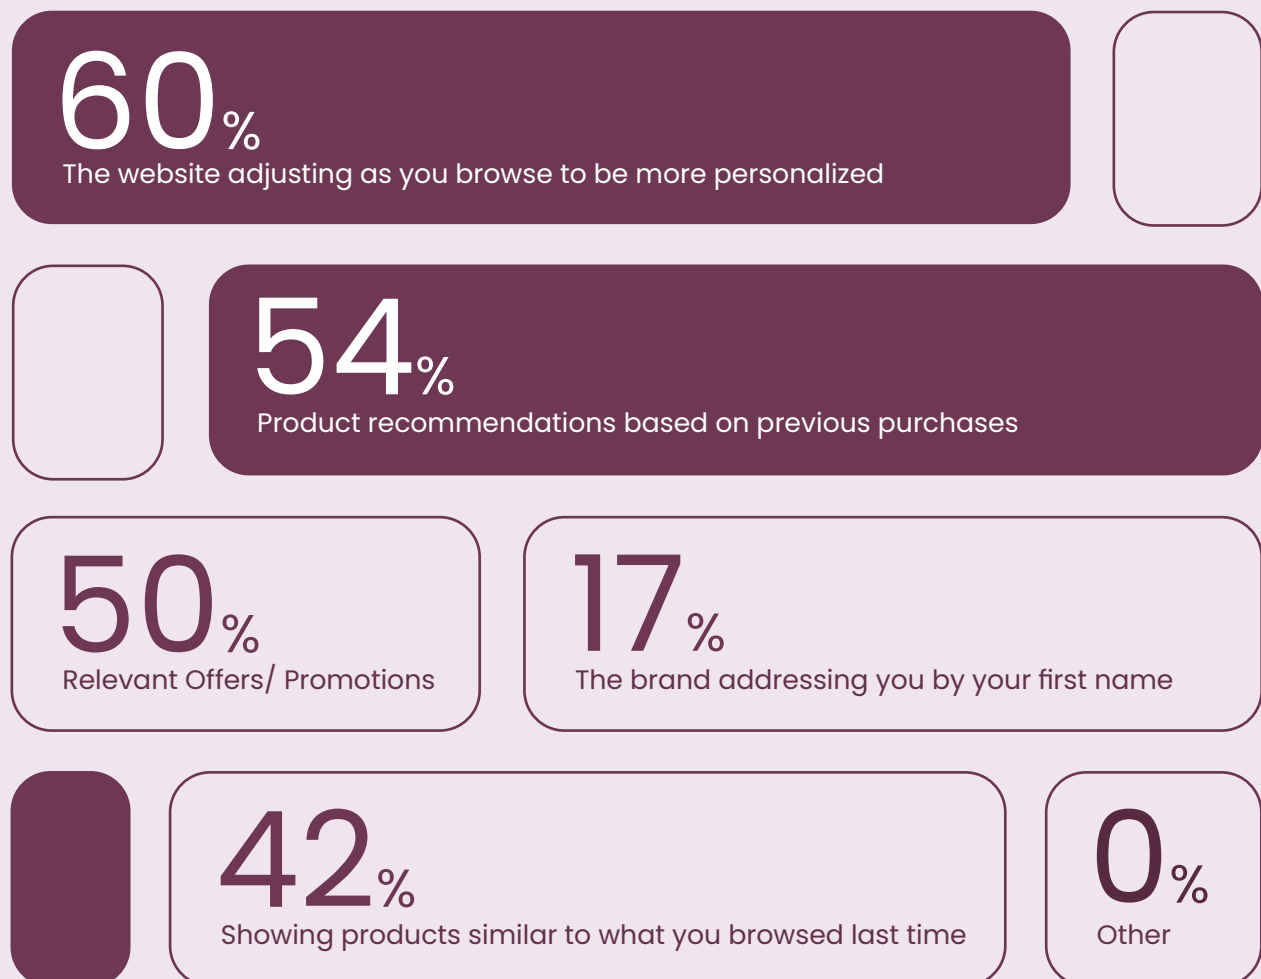 60%
The website adjusting as you browse to be more personalized
54%
Product recommendations based on previous purchases
50%
Relevant Offers/ Promotions
17%
The brand addressing you by your first name
42%
Showing products similar to what you browsed last time
0%
Other